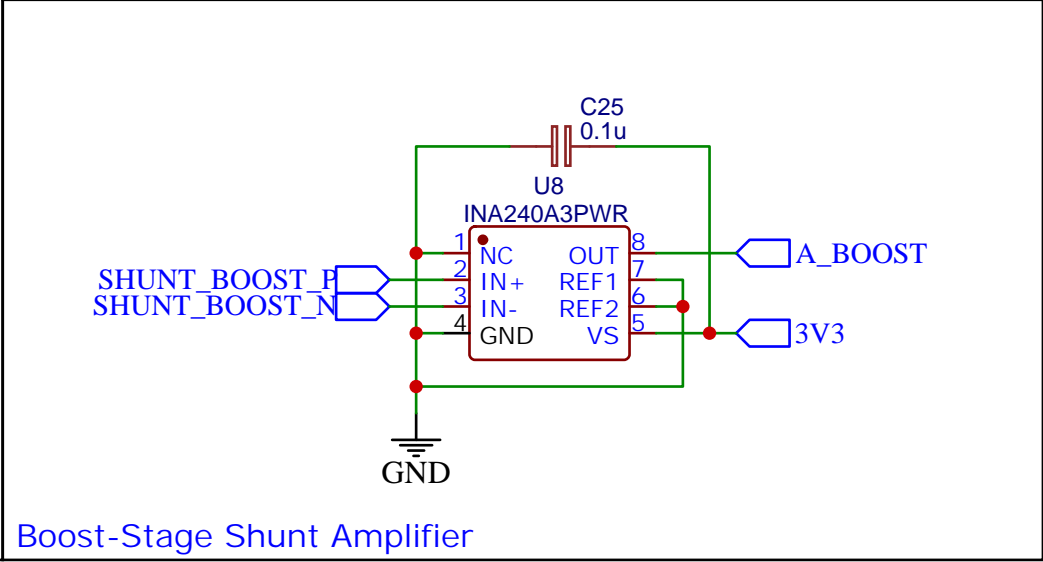 C25
0.1u
U8
INA240A3PWR
1 NC OUT 8
SHUNT_BOOST_P 2 IN+ REF1 7
SHUNT_BOOST_N 3 IN- REF2 6
4 GND VS 5
A_BOOST
3V3
GND
Boost-Stage Shunt Amplifier